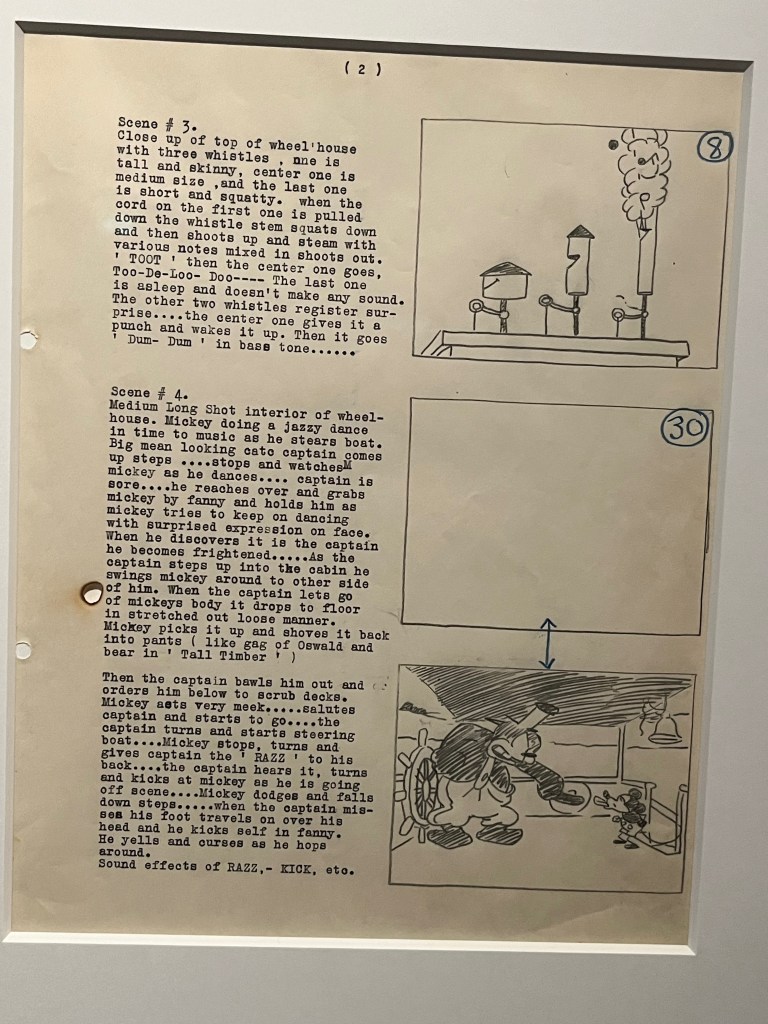 ( 2 )
Scene # 3.
Close up of top of wheel'house
with three whistles , one is
tall and skinny, center one is
medium size ,and the last one
is short and squatty. when the
cord on the first one is pulled
down the whistle stem squats down
and then shoots up and steam with
various notes mixed in shoots out.
' TOOT ' then the center one goes,
Too-De-Loo- Doo---- The last one
is asleep and doesn't make any sound.
The other two whistles register sur-
prise....the center one gives it a
punch and wakes it up. Then it goes
' Dum- Dum ' in bass tone......
8
Scene # 4.
Medium Long Shot interior of wheel-
house. Mickey doing a jazzy dance
in time to music as he stears boat.
Big mean looking cato captain comes
up steps ....stops and watchesM
mickey as he dances.... captain is
sore....he reaches over and grabs
mickey by fanny and holds him as
mickey tries to keep on dancing
with surprised expression on face.
When he discovers it is the captain
he becomes frightened.....As the
captain steps up into the cabin he
swings mickey around to other side
of him. When the captain lets go
of mickeys body it drops to floor
in stretched out loose manner.
Mickey picks it up and shoves it back
into pants ( like gag of Oswald and
bear in ' Tall Timber ' )
30
Then the captain bawls him out and
orders him below to scrub decks.
Mickey acts very meek.....salutes
captain and starts to go....the
captain turns and starts steering
boat....Mickey stops, turns and
gives captain the ' RAZZ ' to his
back....the captain hears it, turns
and kicks at mickey as he is going
off scene....Mickey dodges and falls
down steps.....when the captain mis-
ses his foot travels on over his
head and he kicks self in fanny.
He yells and curses as he hops
around.
Sound effects of RAZZ,- KICK, etc.